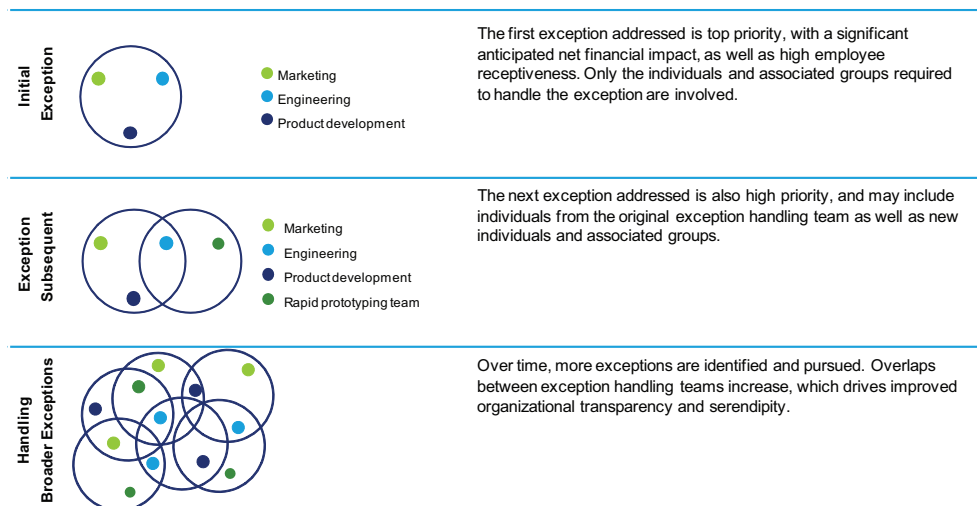 Initial
Exception
Marketing
Engineering
Product development
The first exception addressed is top priority, with a significant
anticipated net financial impact, as well as high employee
receptiveness. Only the individuals and associated groups required
to handle the exception are involved.
Exception
Subsequent
Marketing
Engineering
Product development
Rapid prototyping team
The next exception addressed is also high priority, and may include
individuals from the original exception handling team as well as new
individuals and associated groups.
Handling
Broader Exceptions
Over time, more exceptions are identified and pursued. Overlaps
between exception handling teams increase, which drives improved
organizational transparency and serendipity.